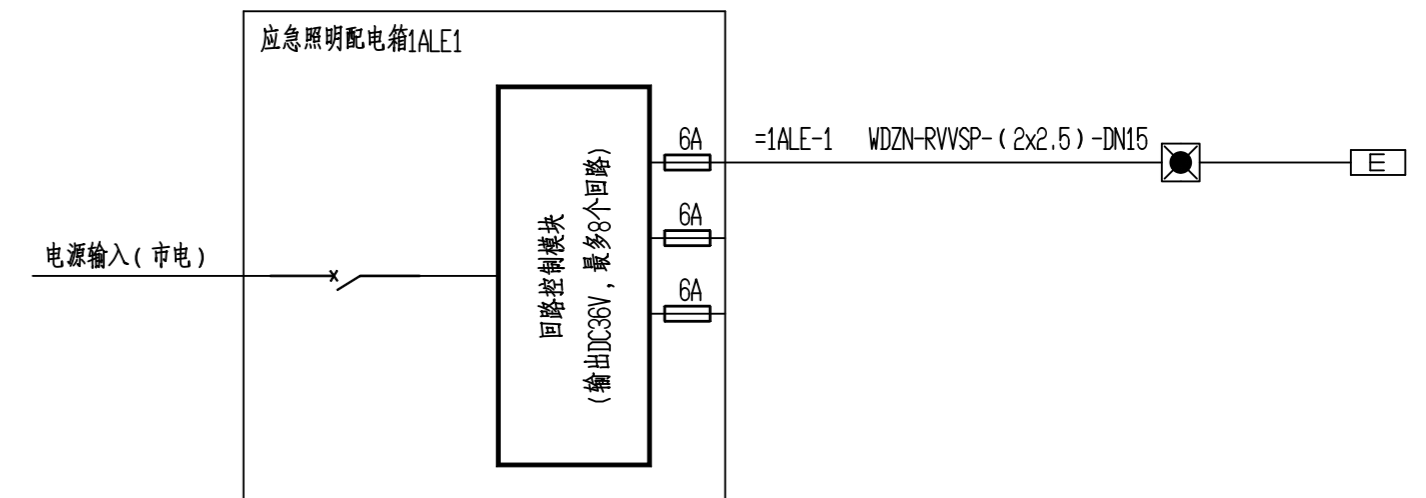 应急照明配电箱1ALE1
6A
=1ALE-1 WDZN-RVVSP-(2x2.5)-DN15
E
6A
电源输入(市电)
6A
回路控制模块
(输出DC36V,最多8个回路)